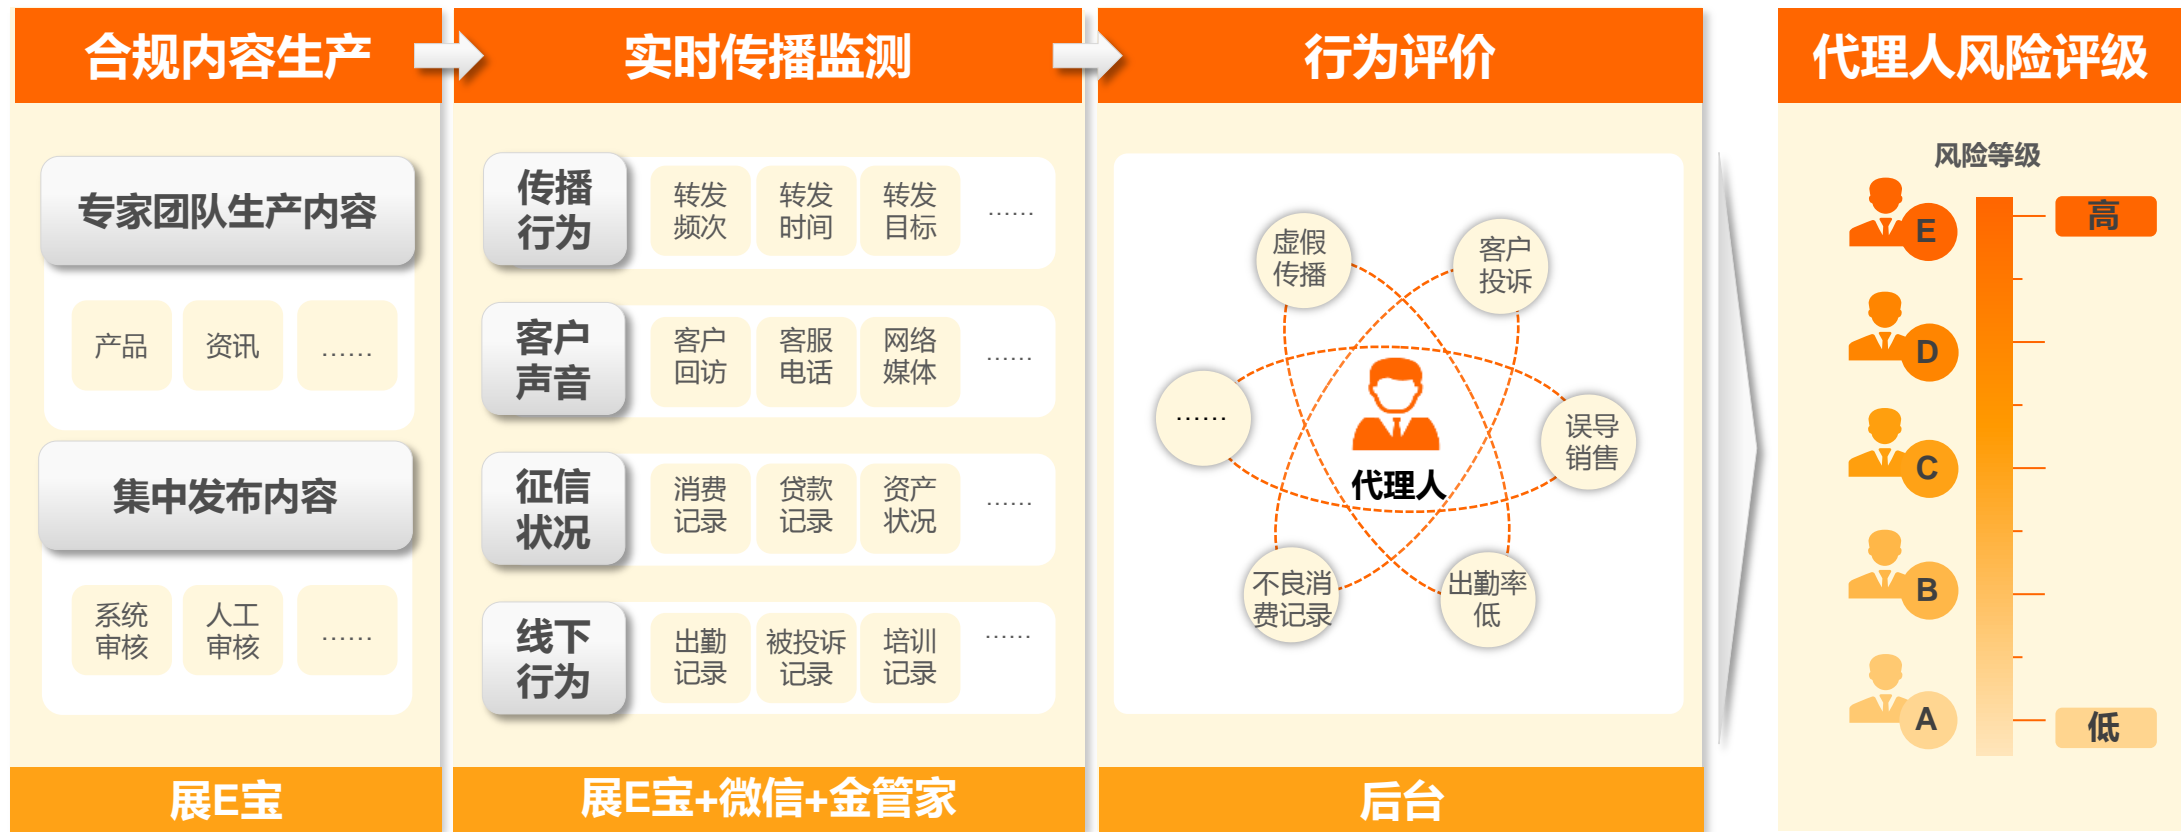 合规内容生产
专家团队生产内容
产品
资讯
……
集中发布内容
系统
审核
人工
审核
……
展E宝
实时传播监测
传播
行为
转发
频次
转发
时间
转发
目标
……
客户
声音
客户
回访
客服
电话
网络
媒体
……
征信
状况
消费
记录
贷款
记录
资产
状况
……
线下
行为
出勤
记录
被投诉
记录
培训
记录
……
展E宝+微信+金管家
行为评价
虚假
传播
客户
投诉
……
误导
销售
代理人
不良消
费记录
出勤率
低
后台
代理人风险评级
风险等级
E
高
D
C
B
A
低